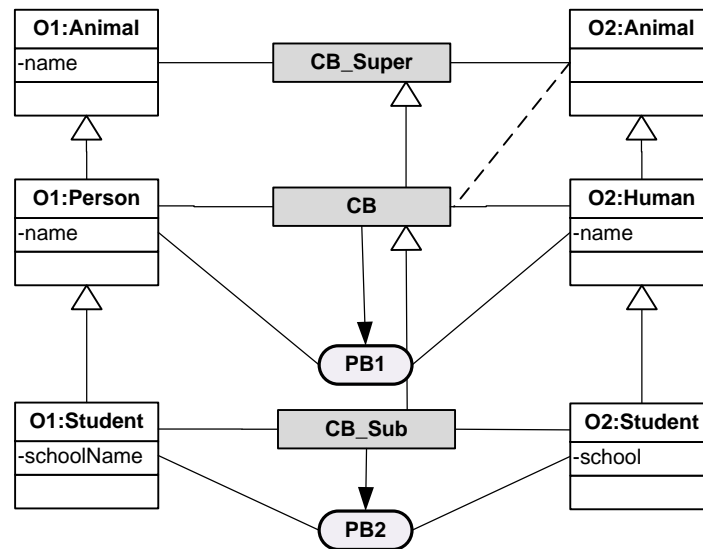 O1:Animal
-name
CB_Super
O2:Animal
O1:Person
-name
CB
O2:Human
-name
PB1
O1:Student
-schoolName
CB_Sub
O2:Student
-school
PB2